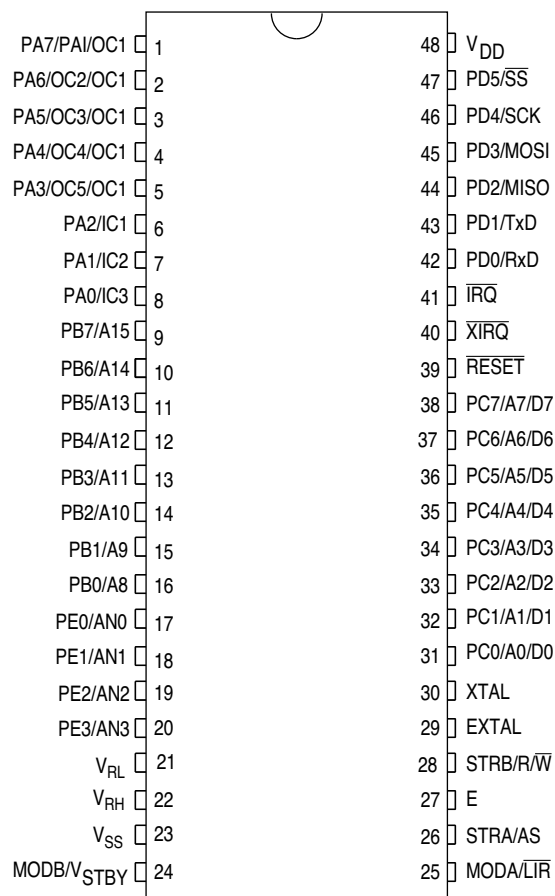 PA7/PAI/OC1 1 48 VDD
PA6/OC2/OC1 2 47 PD5/S̅S̅
PA5/OC3/OC1 3 46 PD4/SCK
PA4/OC4/OC1 4 45 PD3/MOSI
PA3/OC5/OC1 5 44 PD2/MISO
PA2/IC1 6 43 PD1/TxD
PA1/IC2 7 42 PD0/RxD
PA0/IC3 8 41 I̅R̅Q̅
PB7/A15 9 40 X̅I̅R̅Q̅
PB6/A14 10 39 R̅E̅S̅E̅T̅
PB5/A13 11 38 PC7/A7/D7
PB4/A12 12 37 PC6/A6/D6
PB3/A11 13 36 PC5/A5/D5
PB2/A10 14 35 PC4/A4/D4
PB1/A9 15 34 PC3/A3/D3
PB0/A8 16 33 PC2/A2/D2
PE0/AN0 17 32 PC1/A1/D1
PE1/AN1 18 31 PC0/A0/D0
PE2/AN2 19 30 XTAL
PE3/AN3 20 29 EXTAL
VRL 21 28 STRB/R/W̅
VRH 22 27 E
VSS 23 26 STRA/AS
MODB/VSTBY 24 25 MODA/L̅I̅R̅